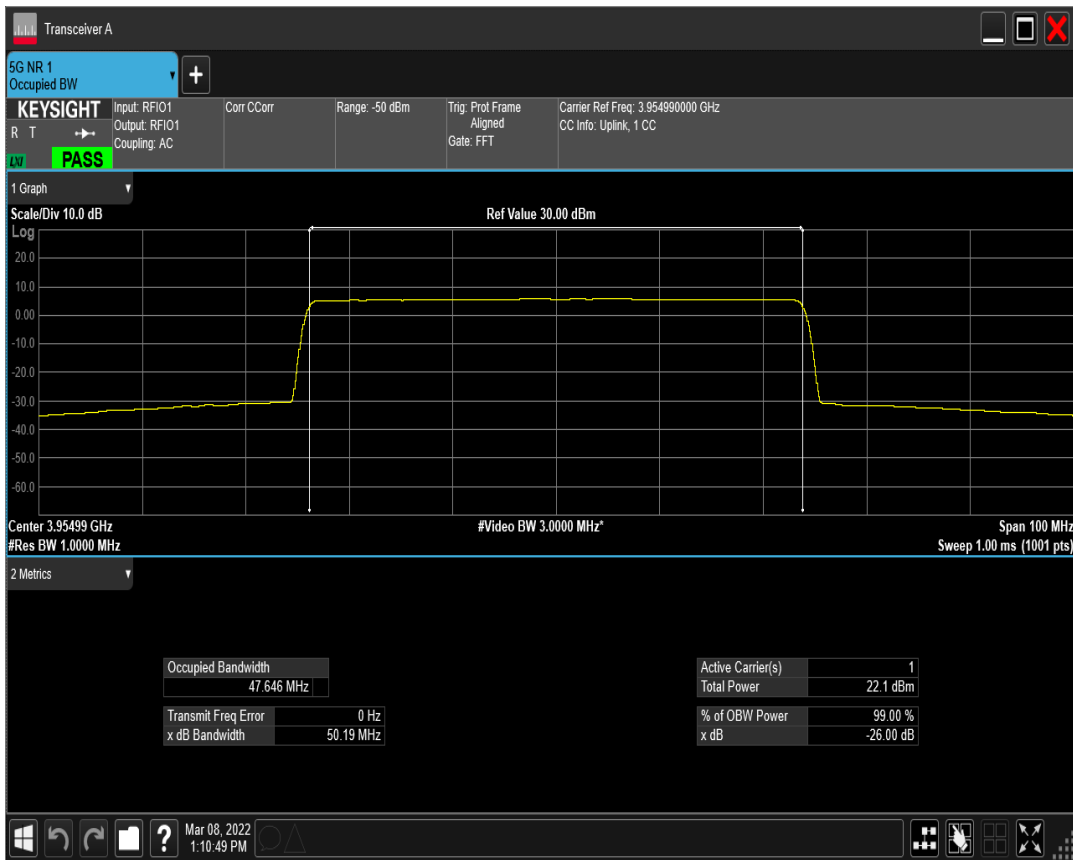 Transceiver A
5G NR 1
Occupied BW
+
KEYSIGHT
R T
LXI
PASS
Input: RFIO1
Output: RFIO1
Coupling: AC
Corr CCorr
Range: -50 dBm
Trig: Prot Frame
Aligned
Gate: FFT
Carrier Ref Freq: 3.954990000 GHz
CC Info: Uplink, 1 CC
1 Graph
Scale/Div 10.0 dB
Ref Value 30.00 dBm
Log
20.0
10.0
0.00
-10.0
-20.0
-30.0
-40.0
-50.0
-60.0
Center 3.95499 GHz
#Video BW 3.0000 MHz*
Span 100 MHz
#Res BW 1.0000 MHz
Sweep 1.00 ms (1001 pts)
2 Metrics
Occupied Bandwidth
47.646 MHz
Transmit Freq Error 0 Hz
x dB Bandwidth 50.19 MHz
Active Carrier(s) 1
Total Power 22.1 dBm
% of OBW Power 99.00 %
x dB -26.00 dB
?
Mar 08, 2022
1:10:49 PM